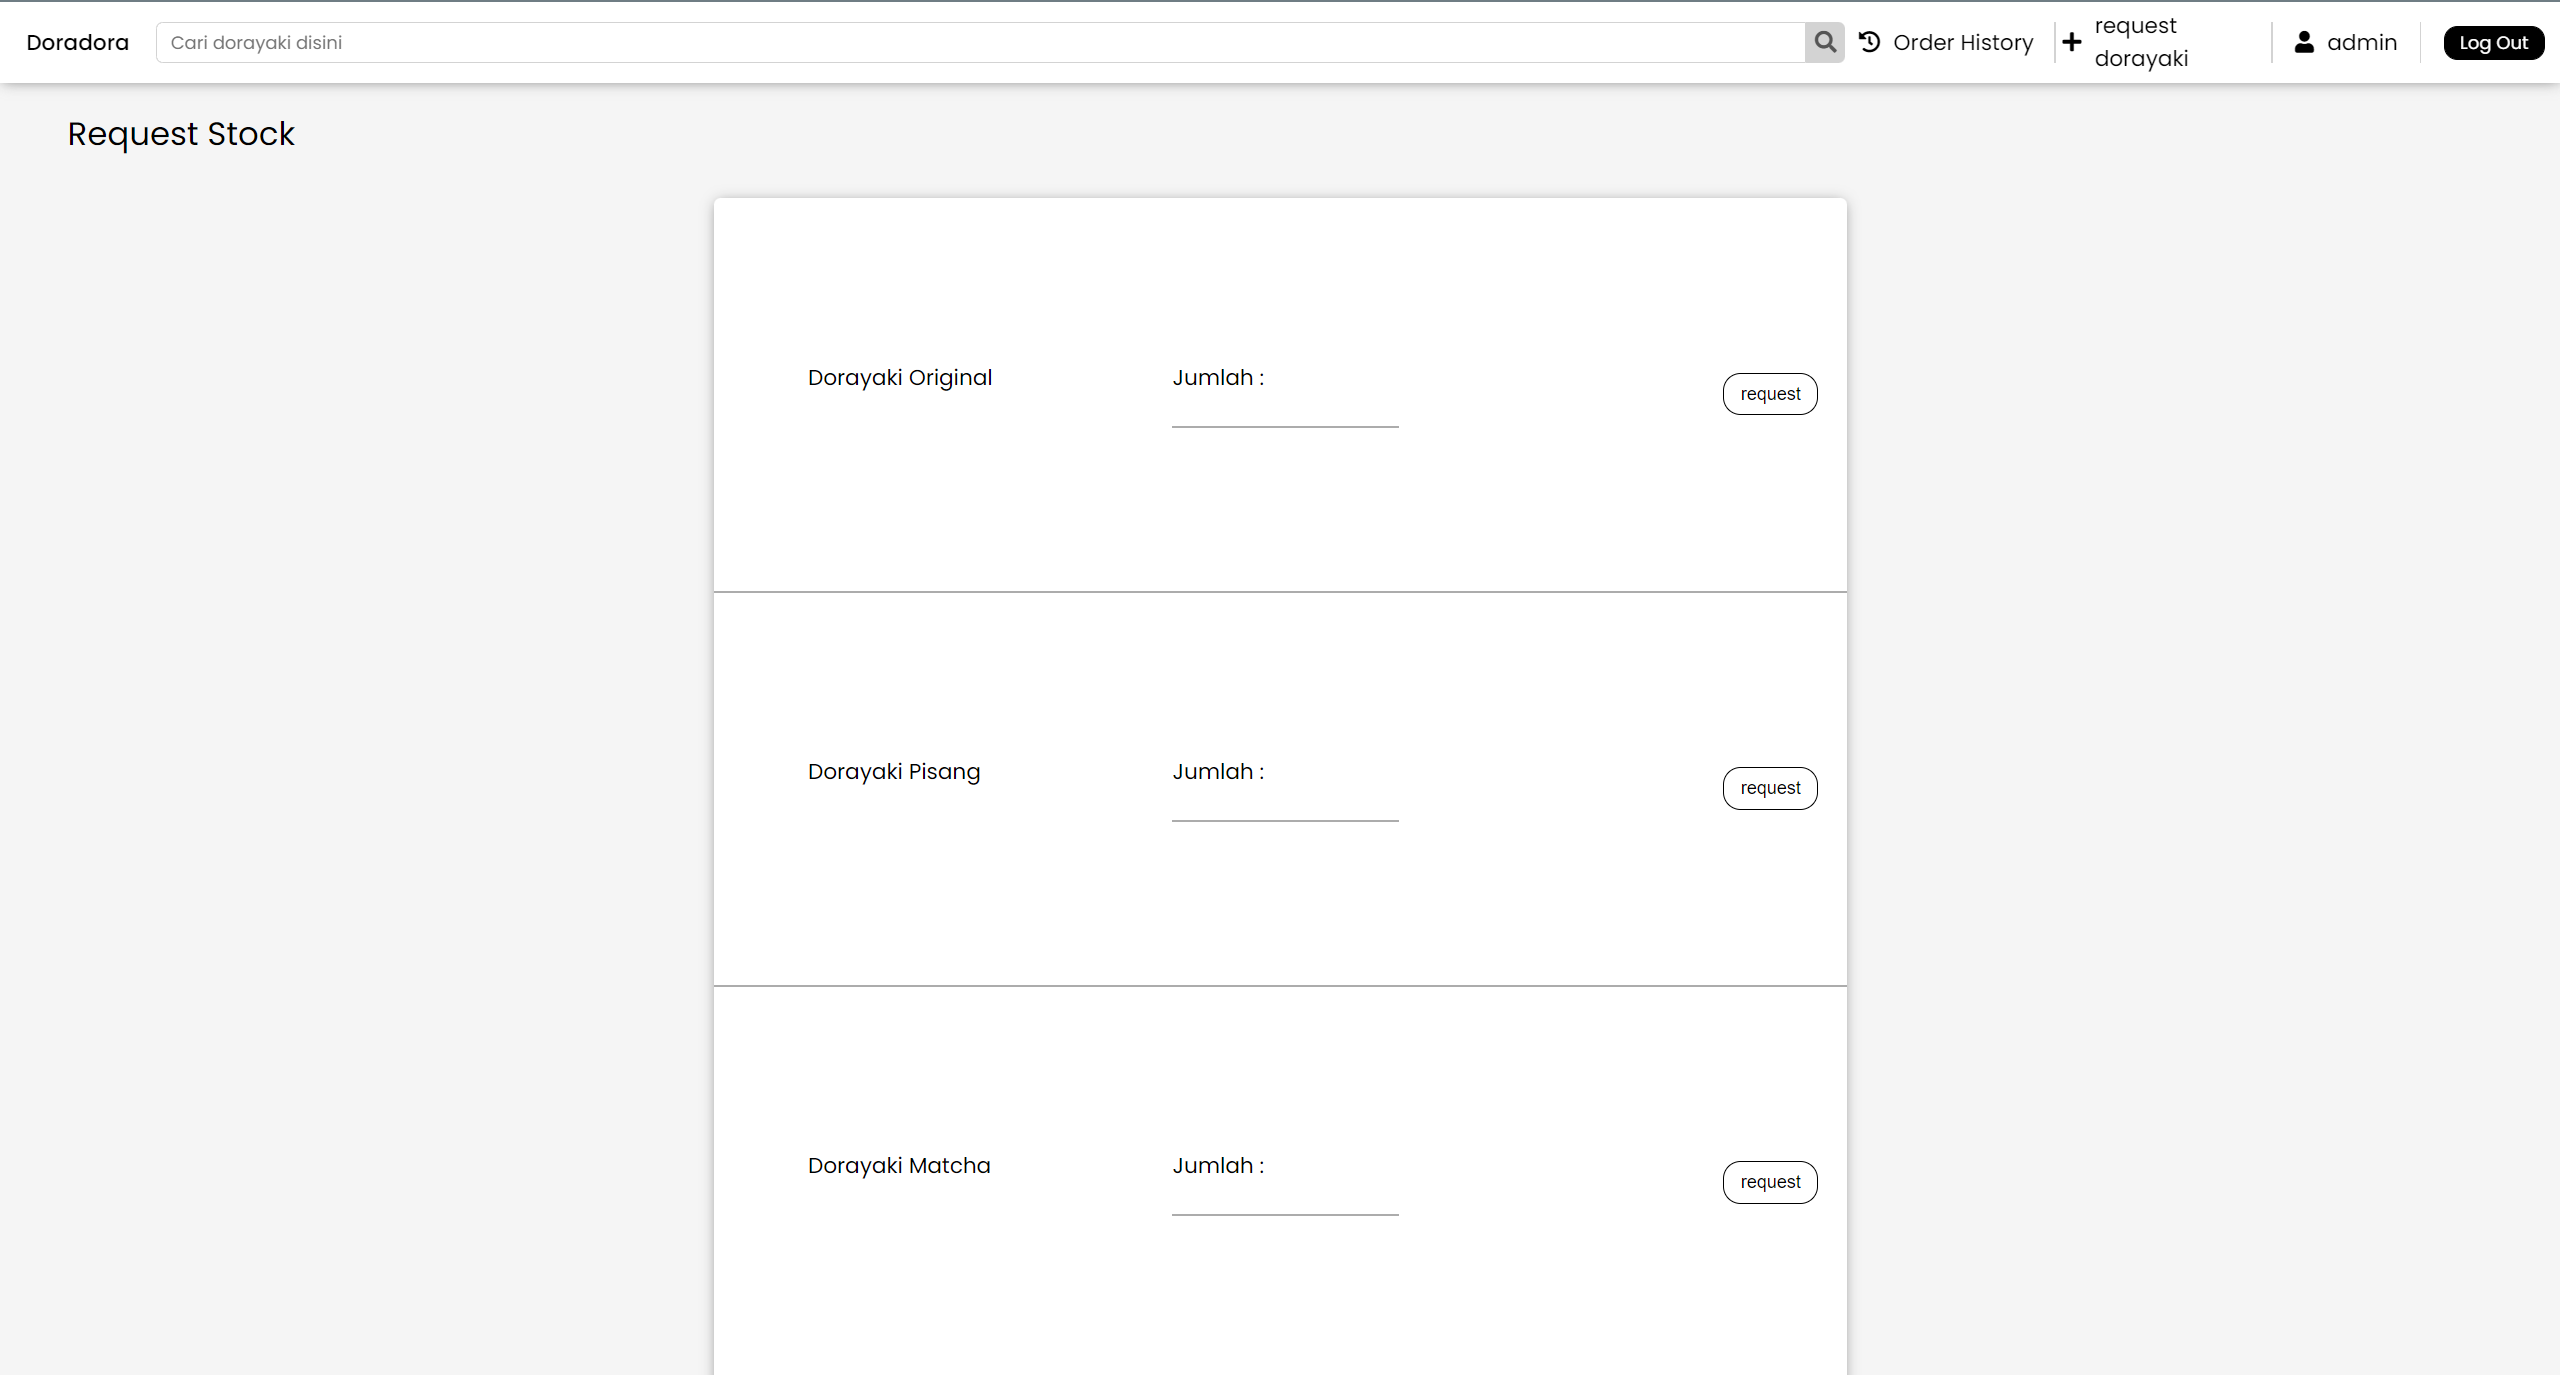 Doradora
Cari dorayaki disini
Order History
request
dorayaki
admin
Log Out
Request Stock
Dorayaki Original
Jumlah :
request
Dorayaki Pisang
Jumlah :
request
Dorayaki Matcha
Jumlah :
request